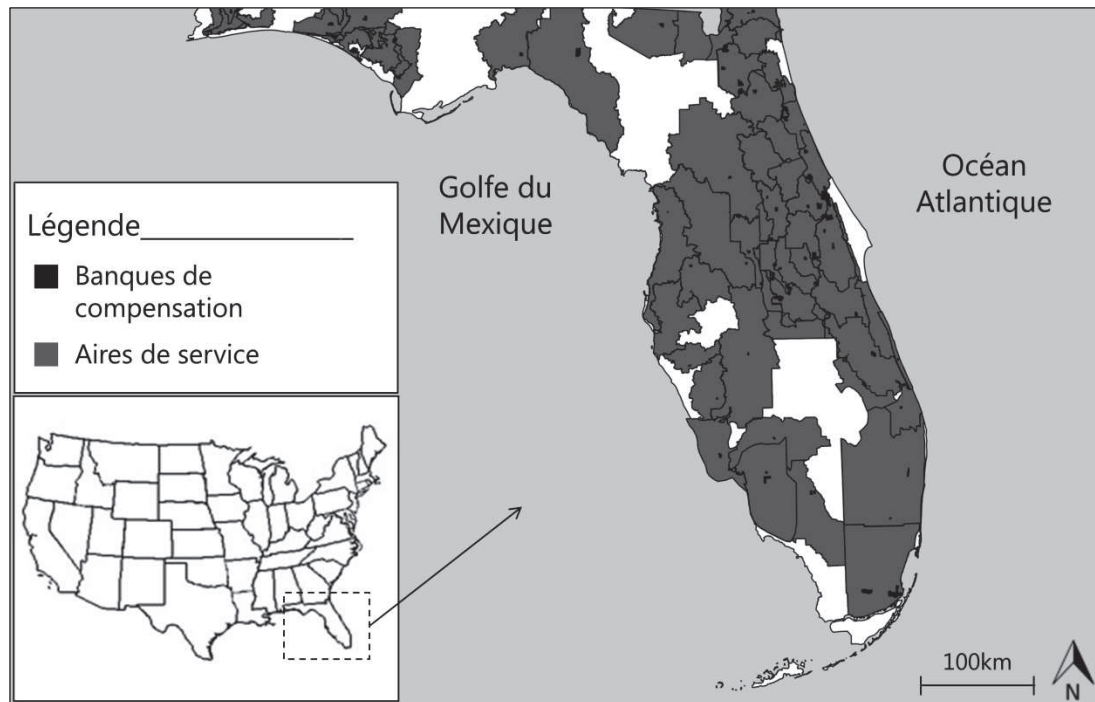 Golfe du
Mexique
Océan
Atlantique
Légende
Banques de
compensation
Aires de service
100km
N